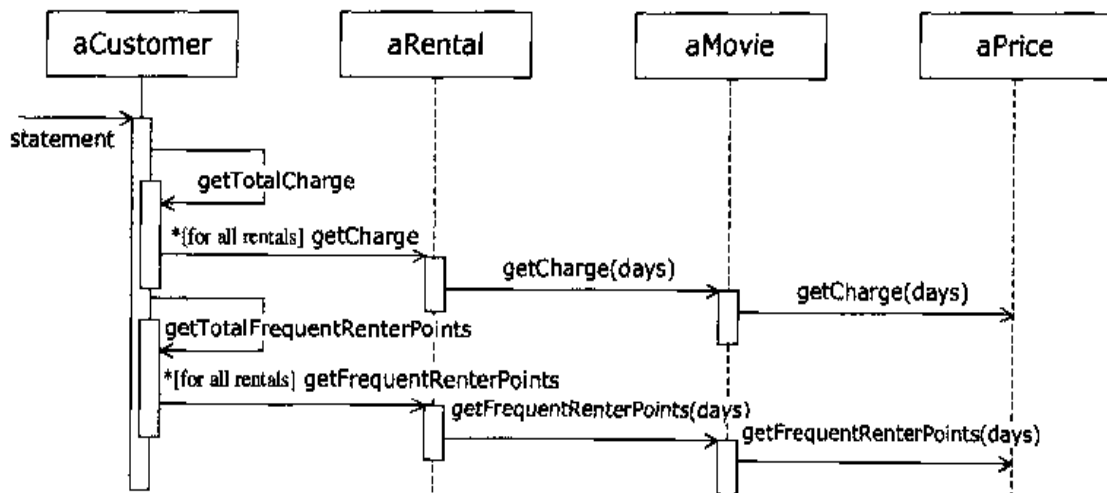 aCustomer
aRental
aMovie
aPrice
statement
getTotalCharge
*[for all rentals] getCharge
getCharge(days)
getCharge(days)
getTotalFrequentRenterPoints
*[for all rentals] getFrequentRenterPoints
getFrequentRenterPoints(days)
getFrequentRenterPoints(days)